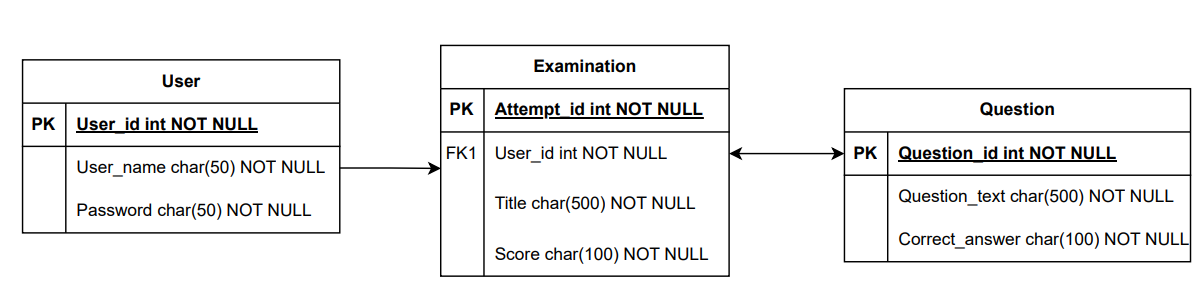 User
PK User_id int NOT NULL
User_name char(50) NOT NULL
Password char(50) NOT NULL
Examination
PK Attempt_id int NOT NULL
FK1 User_id int NOT NULL
Title char(500) NOT NULL
Score char(100) NOT NULL
Question
PK Question_id int NOT NULL
Question_text char(500) NOT NULL
Correct_answer char(100) NOT NULL